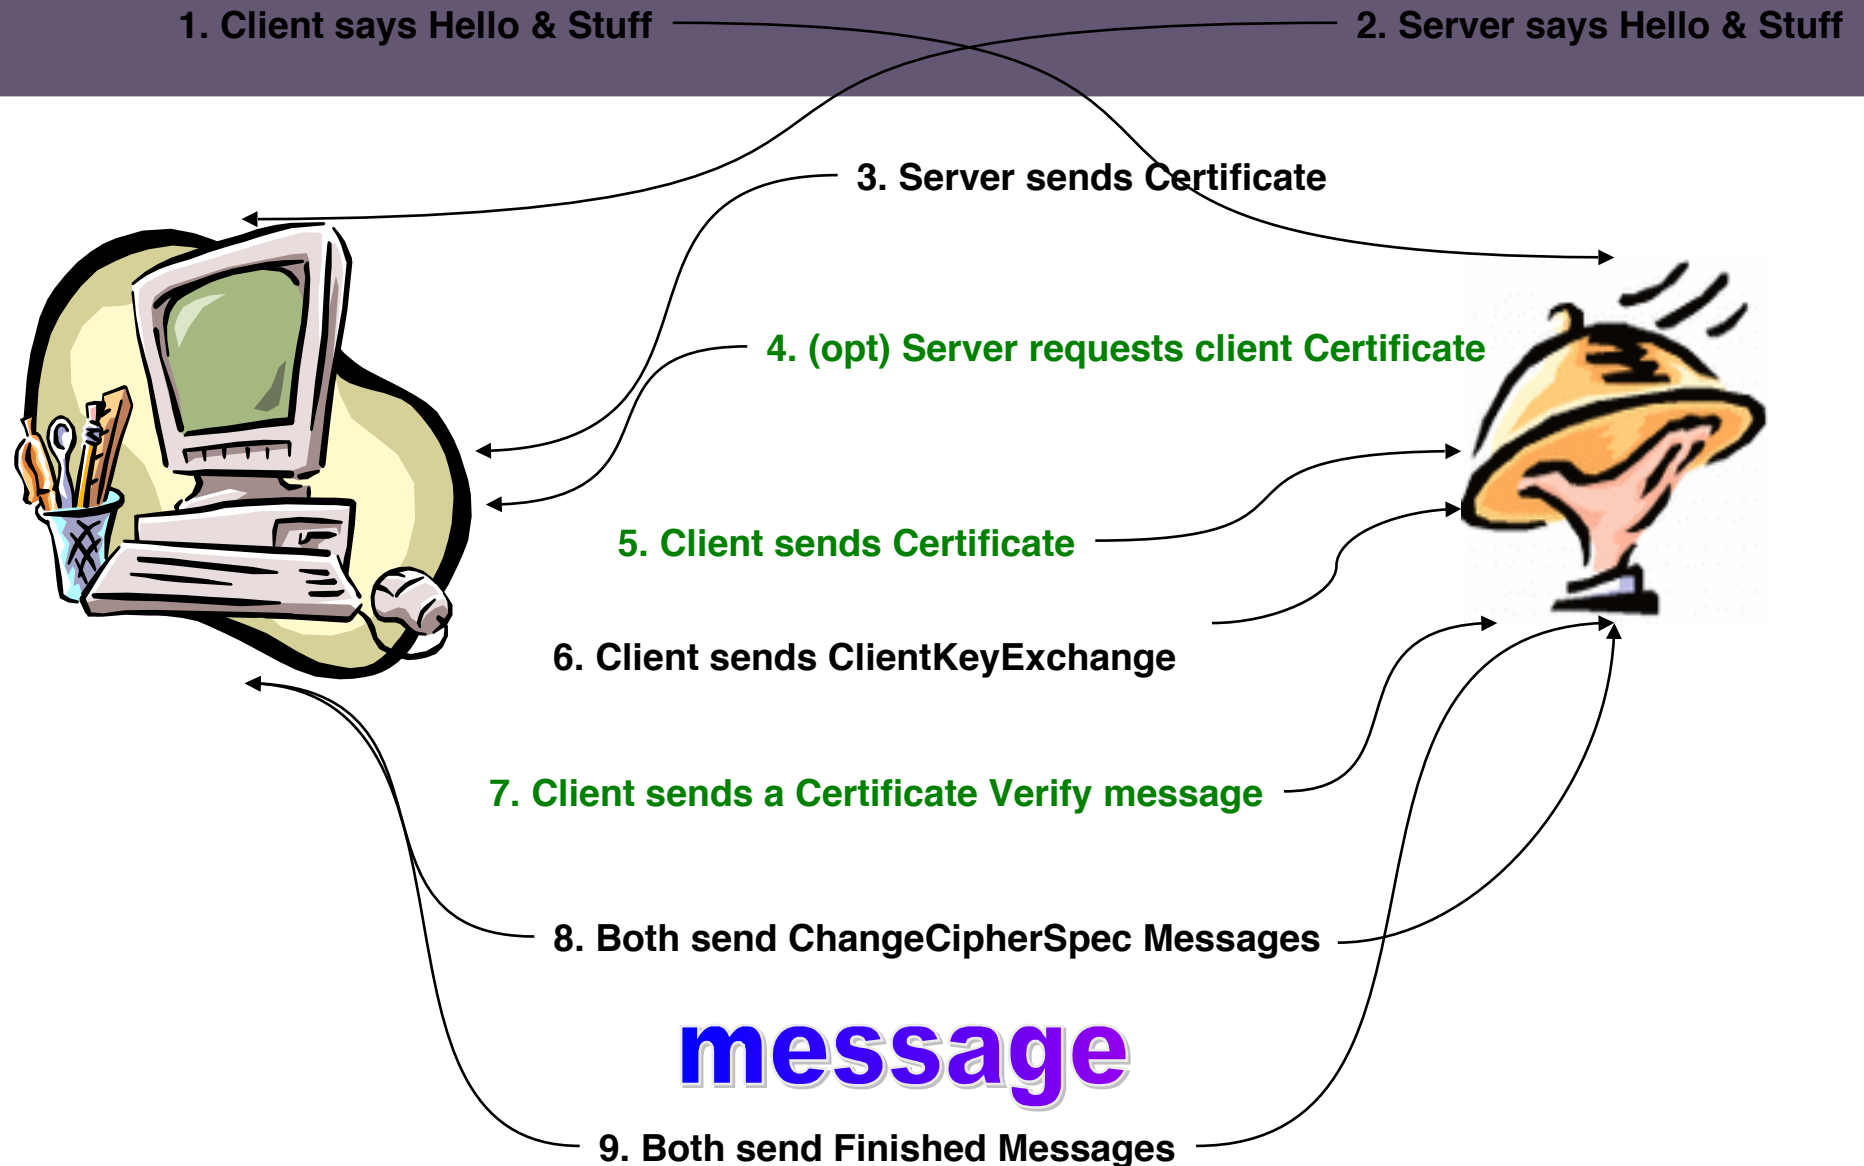 1. Client says Hello & Stuff
2. Server says Hello & Stuff
3. Server sends Certificate
4. (opt) Server requests client Certificate
5. Client sends Certificate
6. Client sends ClientKeyExchange
7. Client sends a Certificate Verify message
8. Both send ChangeCipherSpec Messages
message
9. Both send Finished Messages